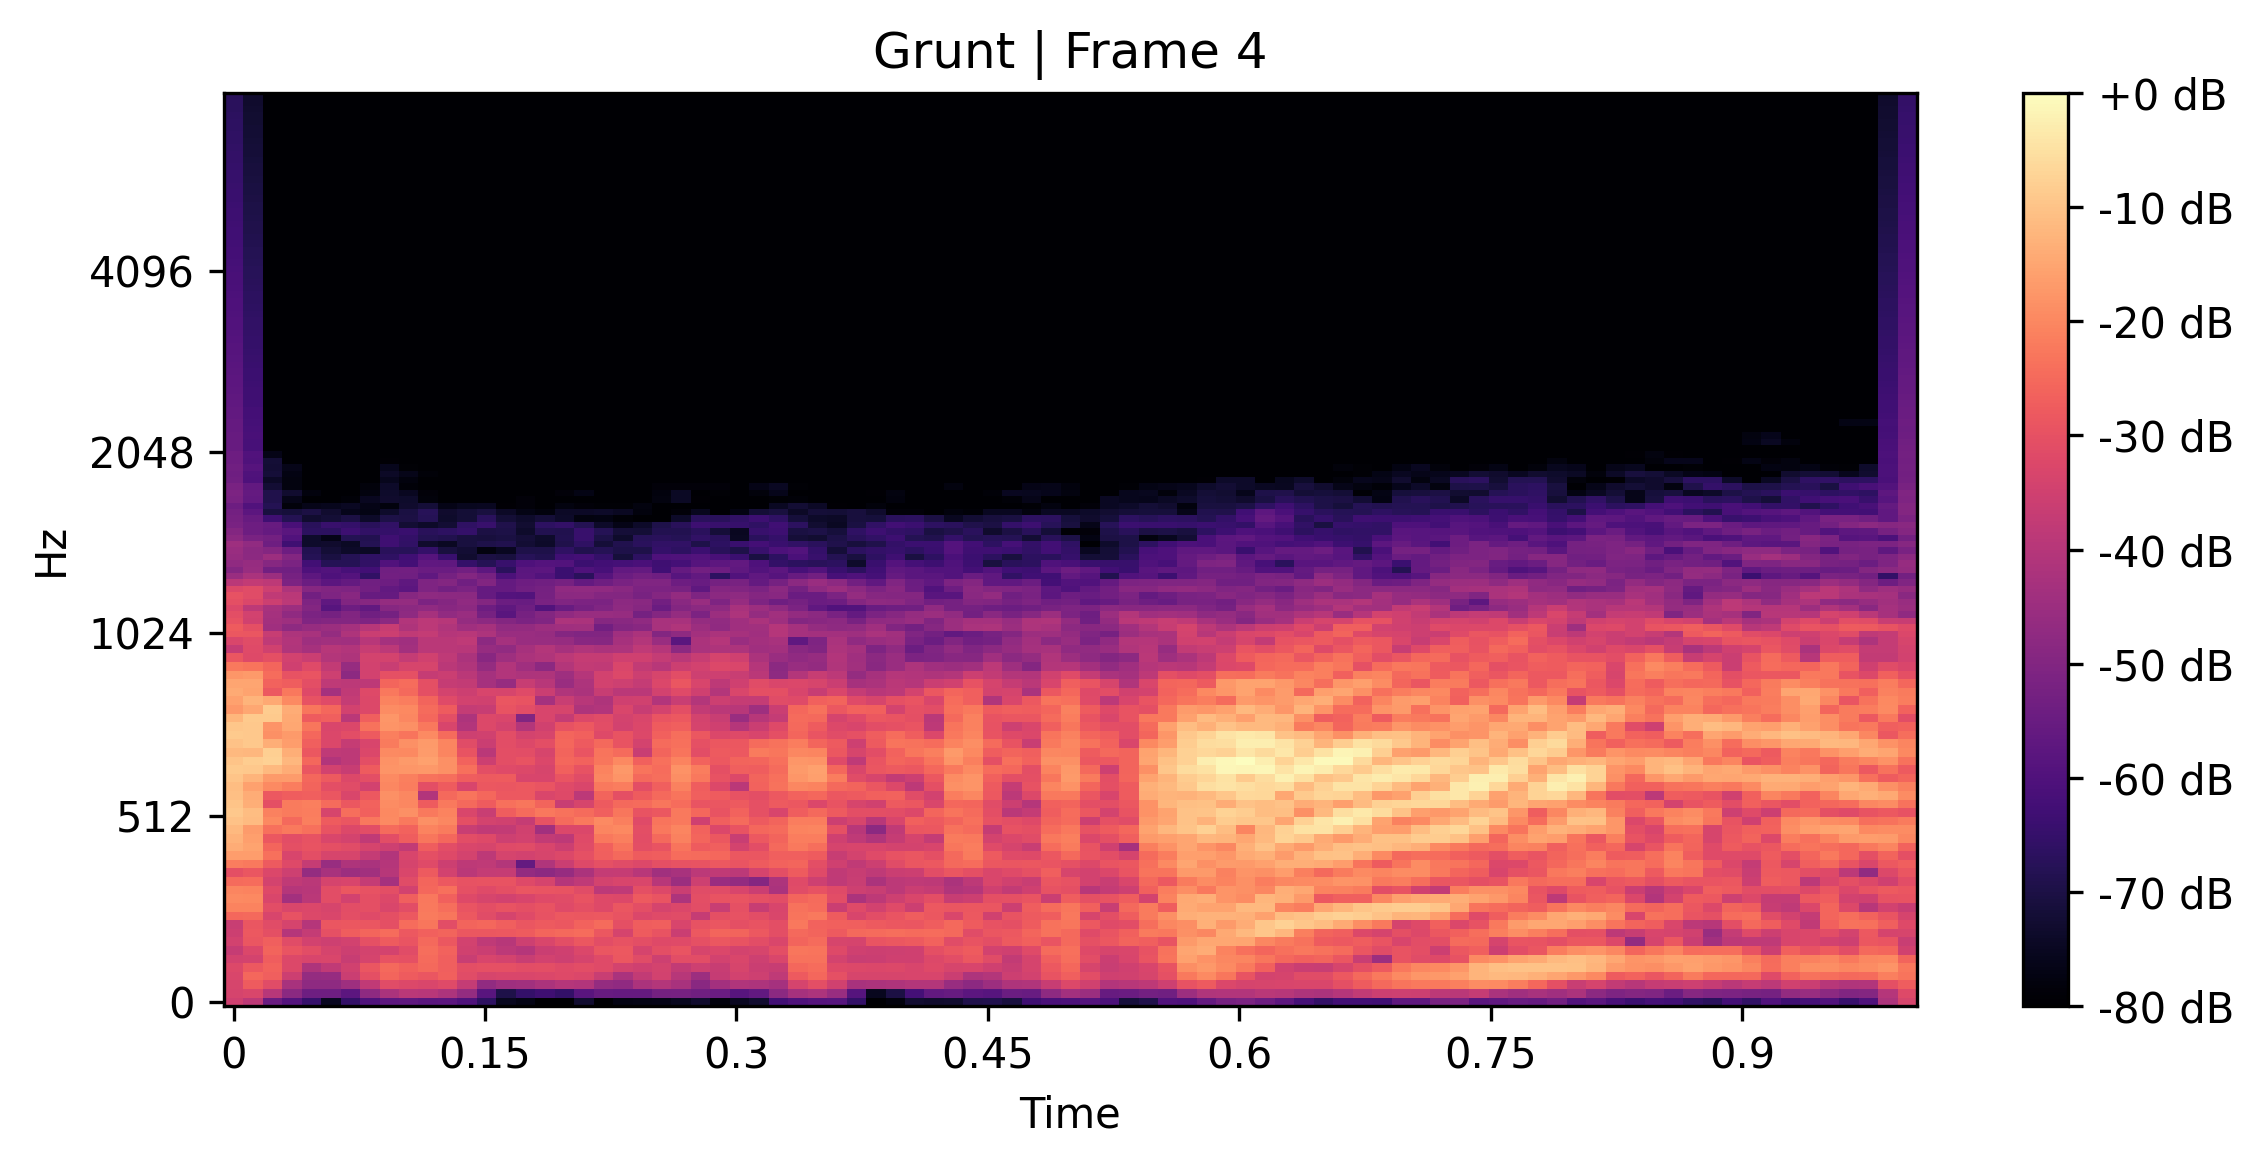 Grunt | Frame 4
+0 dB
-10 dB
-20 dB
-30 dB
-40 dB
-50 dB
-60 dB
-70 dB
-80 dB
4096
2048
1024
512
0
Hz
0 0.15 0.3 0.45 0.6 0.75 0.9
Time